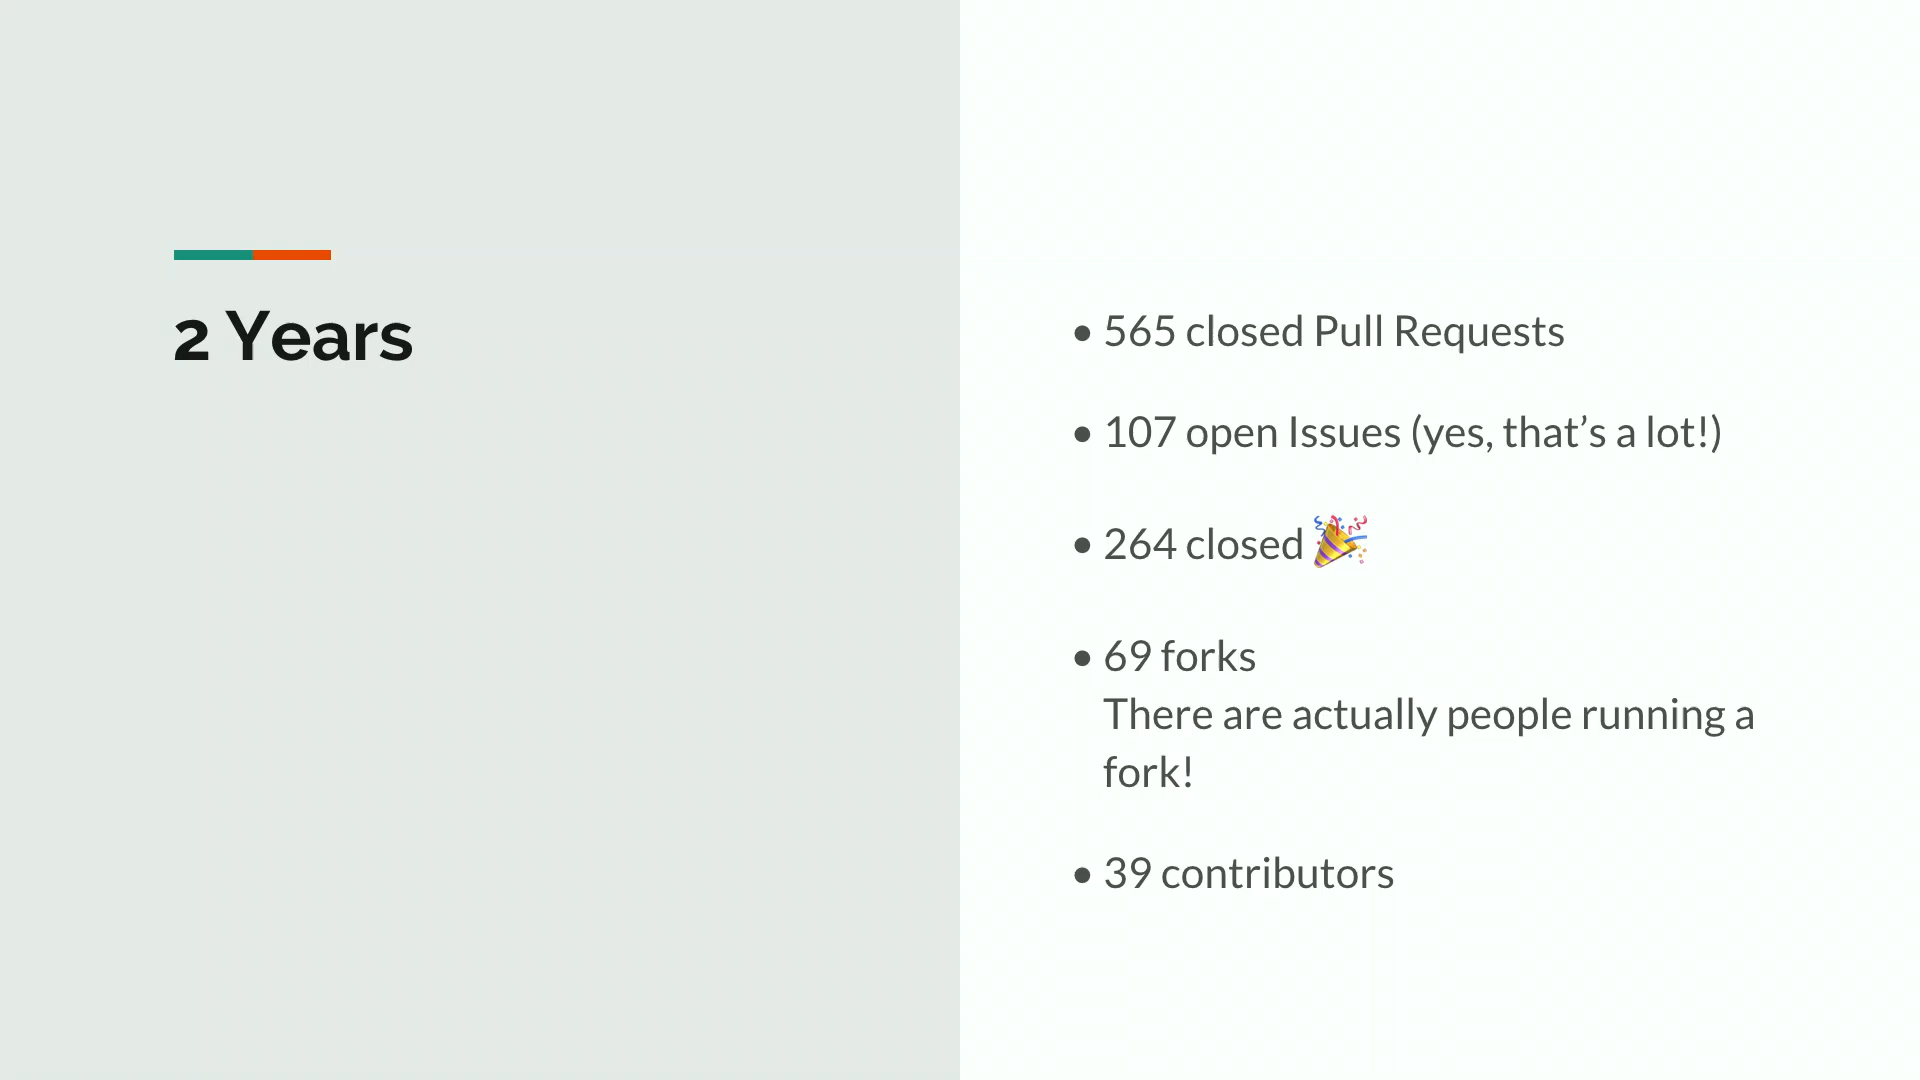 2 Years
• 565 closed Pull Requests
• 107 open Issues (yes, that’s a lot!)
• 264 closed 🎉
• 69 forks
There are actually people running a
fork!
• 39 contributors